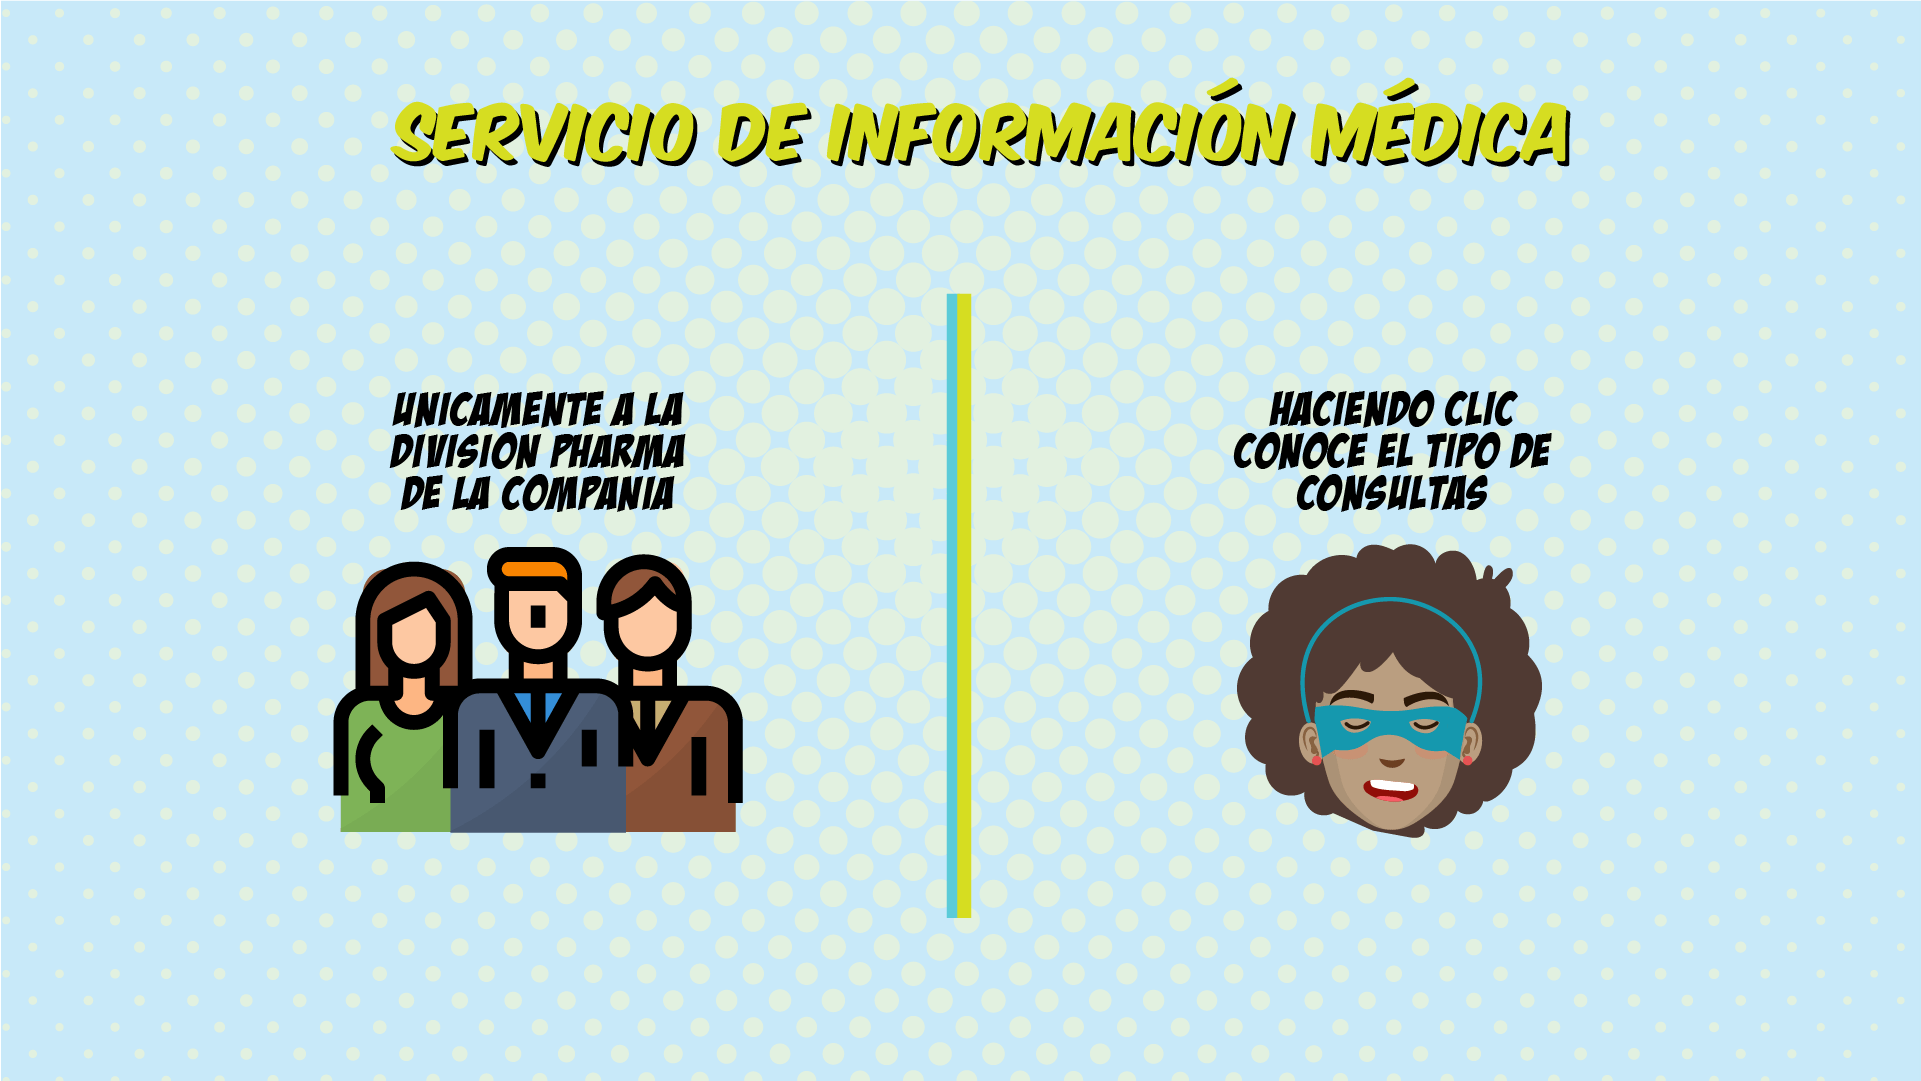 SERVICIO DE INFORMACIÓN MÉDICA
UNICAMENTE A LA
DIVISION PHARMA
DE LA COMPANIA
HACIENDO CLIC
CONOCE EL TIPO DE
CONSULTAS